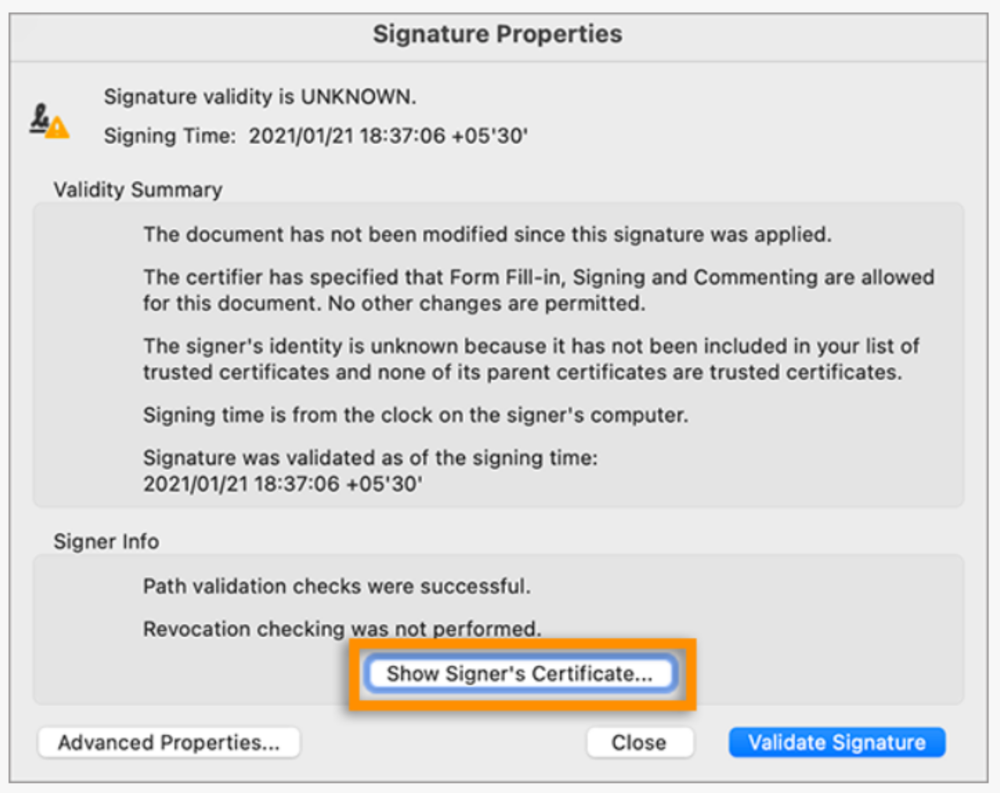 Signature Properties
Signature validity is UNKNOWN.
Signing Time: 2021/01/21 18:37:06 +05'30'
Validity Summary
The document has not been modified since this signature was applied.
The certifier has specified that Form Fill-in, Signing and Commenting are allowed
for this document. No other changes are permitted.
The signer's identity is unknown because it has not been included in your list of
trusted certificates and none of its parent certificates are trusted certificates.
Signing time is from the clock on the signer's computer.
Signature was validated as of the signing time:
2021/01/21 18:37:06 +05'30'
Signer Info
Path validation checks were successful.
Revocation checking was not performed.
Show Signer's Certificate...
Advanced Properties...
Close
Validate Signature